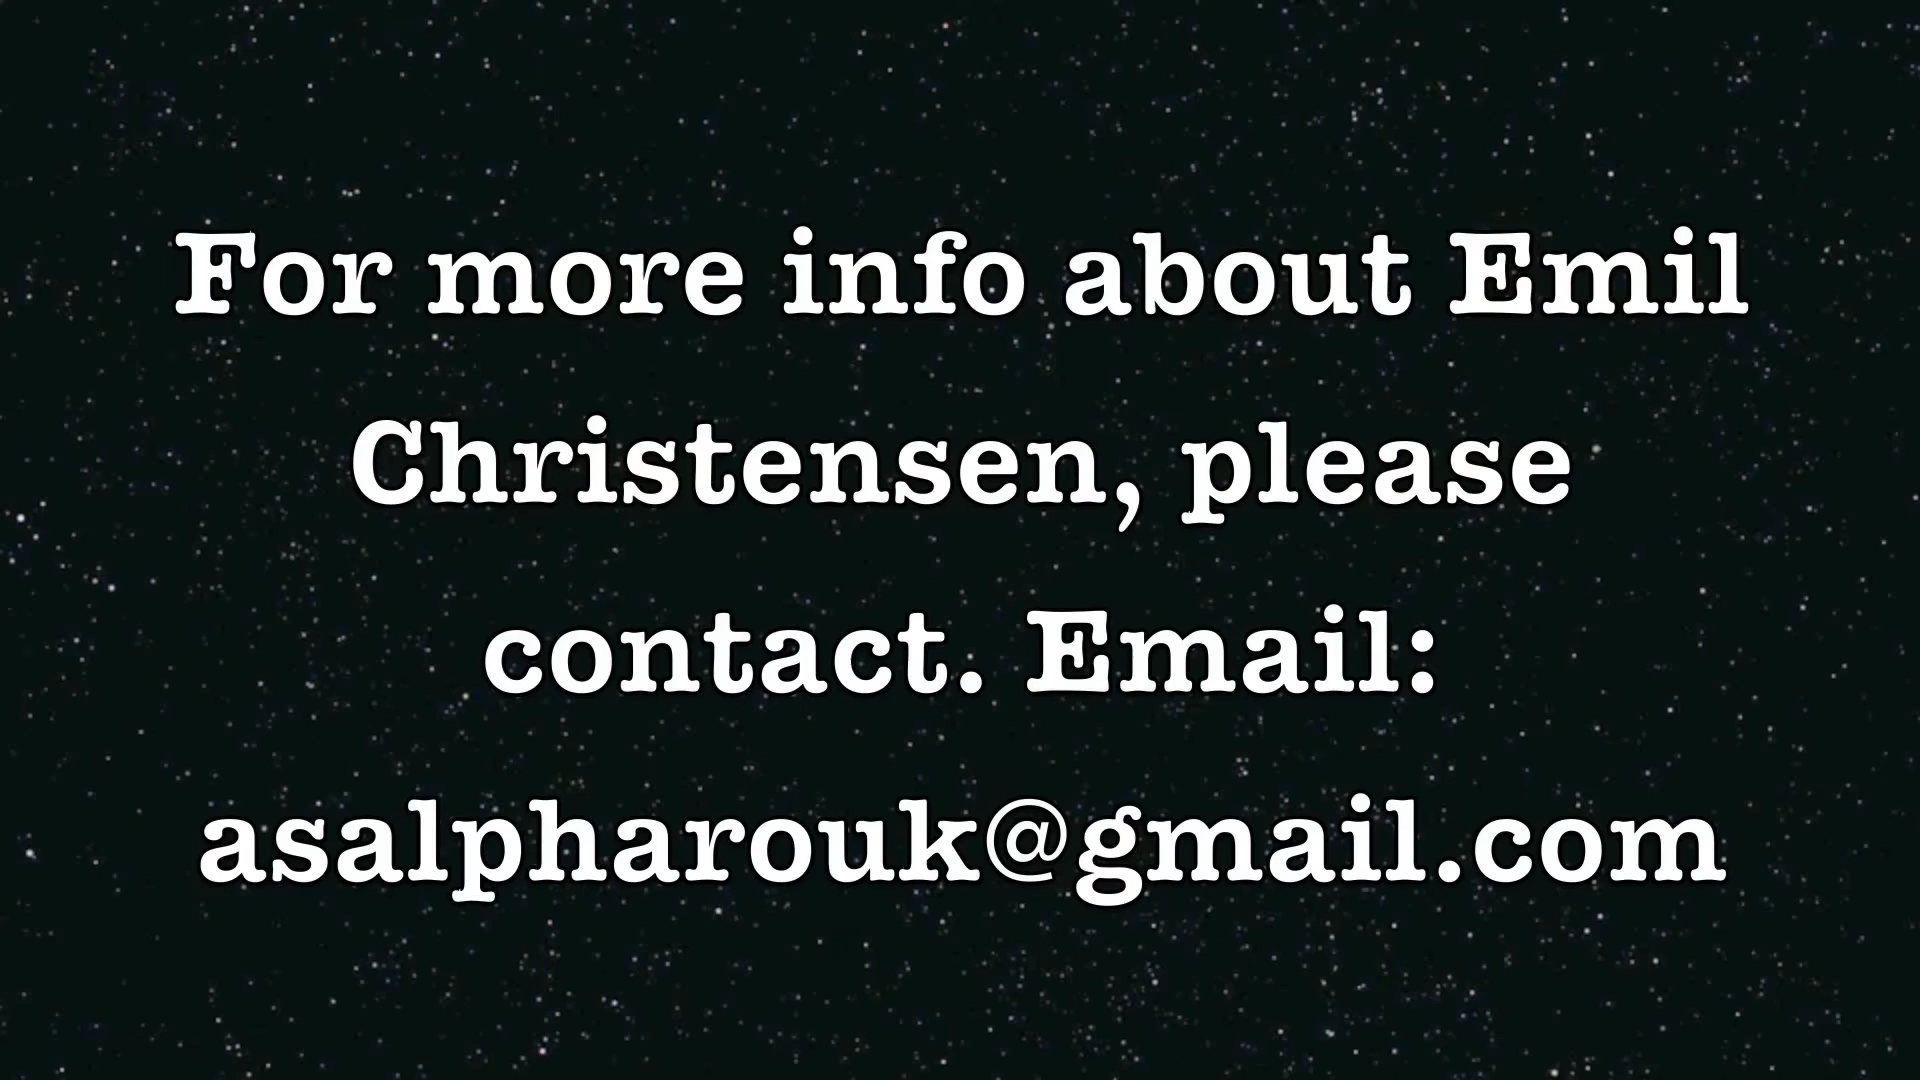 For more info about Emil
Christensen, please
contact. Email:
asalpharouk@gmail.com